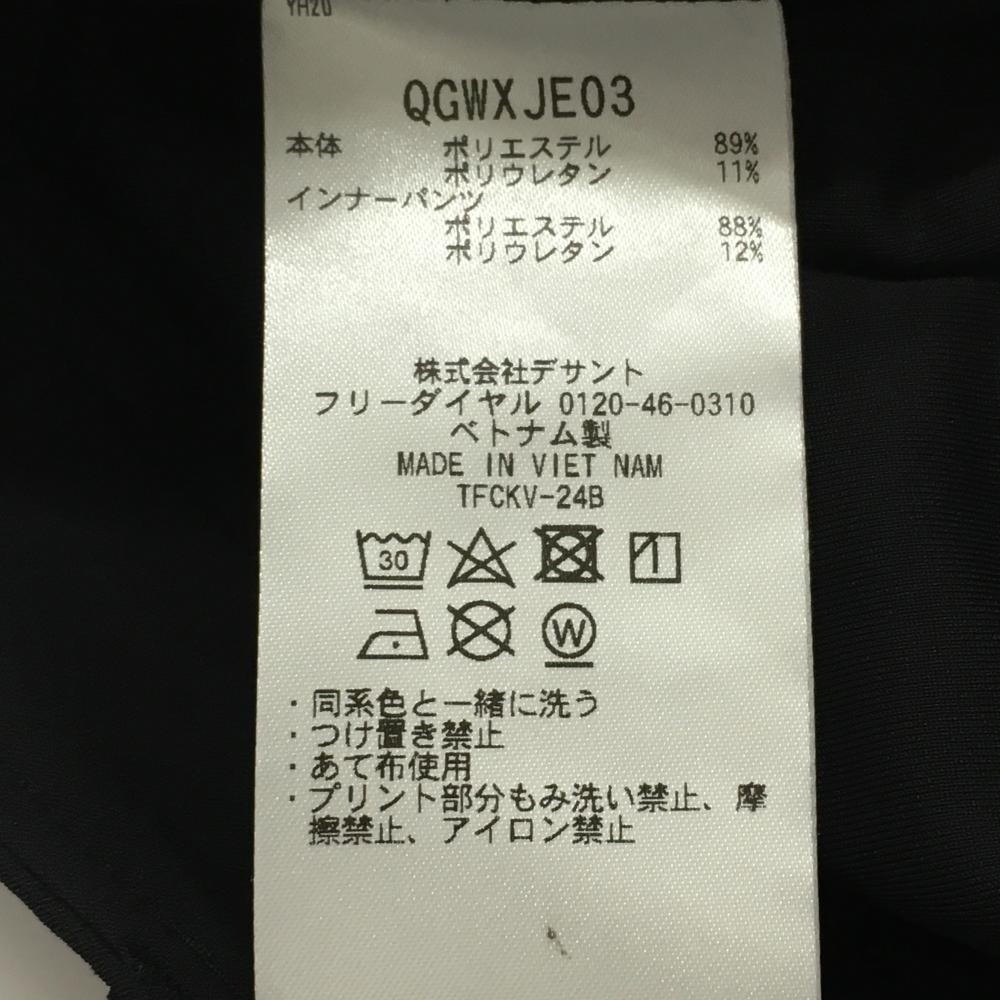 YH20
QGWXJE03
本体 ポリエステル 89%
ポリウレタン 11%
インナーパンツ
ポリエステル 88%
ポリウレタン 12%
株式会社デサント
フリーダイヤル 0120-46-0310
ベトナム製
MADE IN VIET NAM
TFCKV-24B
30
W
・同系色と一緒に洗う
・つけ置き禁止
・あて布使用
・プリント部分もみ洗い禁止、摩
擦禁止、アイロン禁止